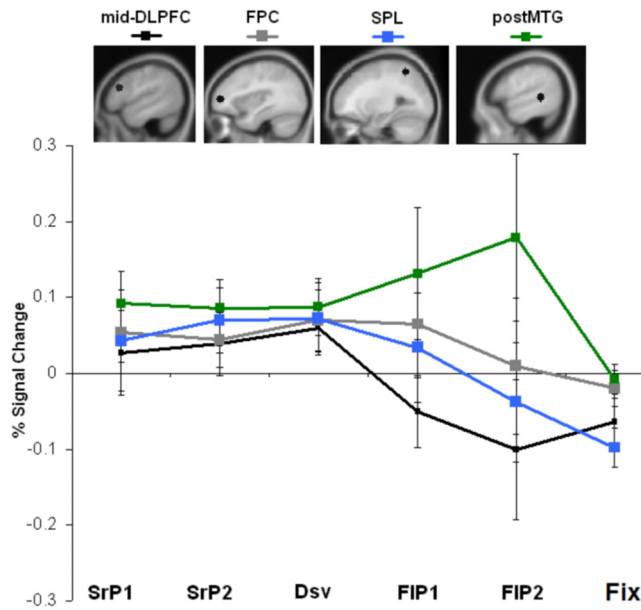 mid-DLPFC FPC SPL postMTG
0.3
0.2
0.1
0
-0.1
-0.2
-0.3
% Signal Change
SrP1 SrP2 Dsv FIP1 FIP2 Fix